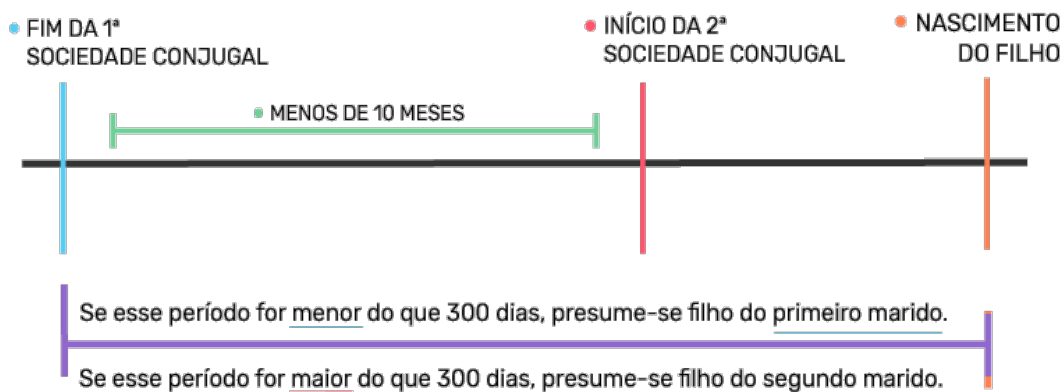 FIM DA 1ª
SOCIEDADE CONJUGAL
INÍCIO DA 2ª
SOCIEDADE CONJUGAL
NASCIMENTO
DO FILHO
MENOS DE 10 MESES
Se esse período for menor do que 300 dias, presume-se filho do primeiro marido.
Se esse período for maior do que 300 dias, presume-se filho do segundo marido.